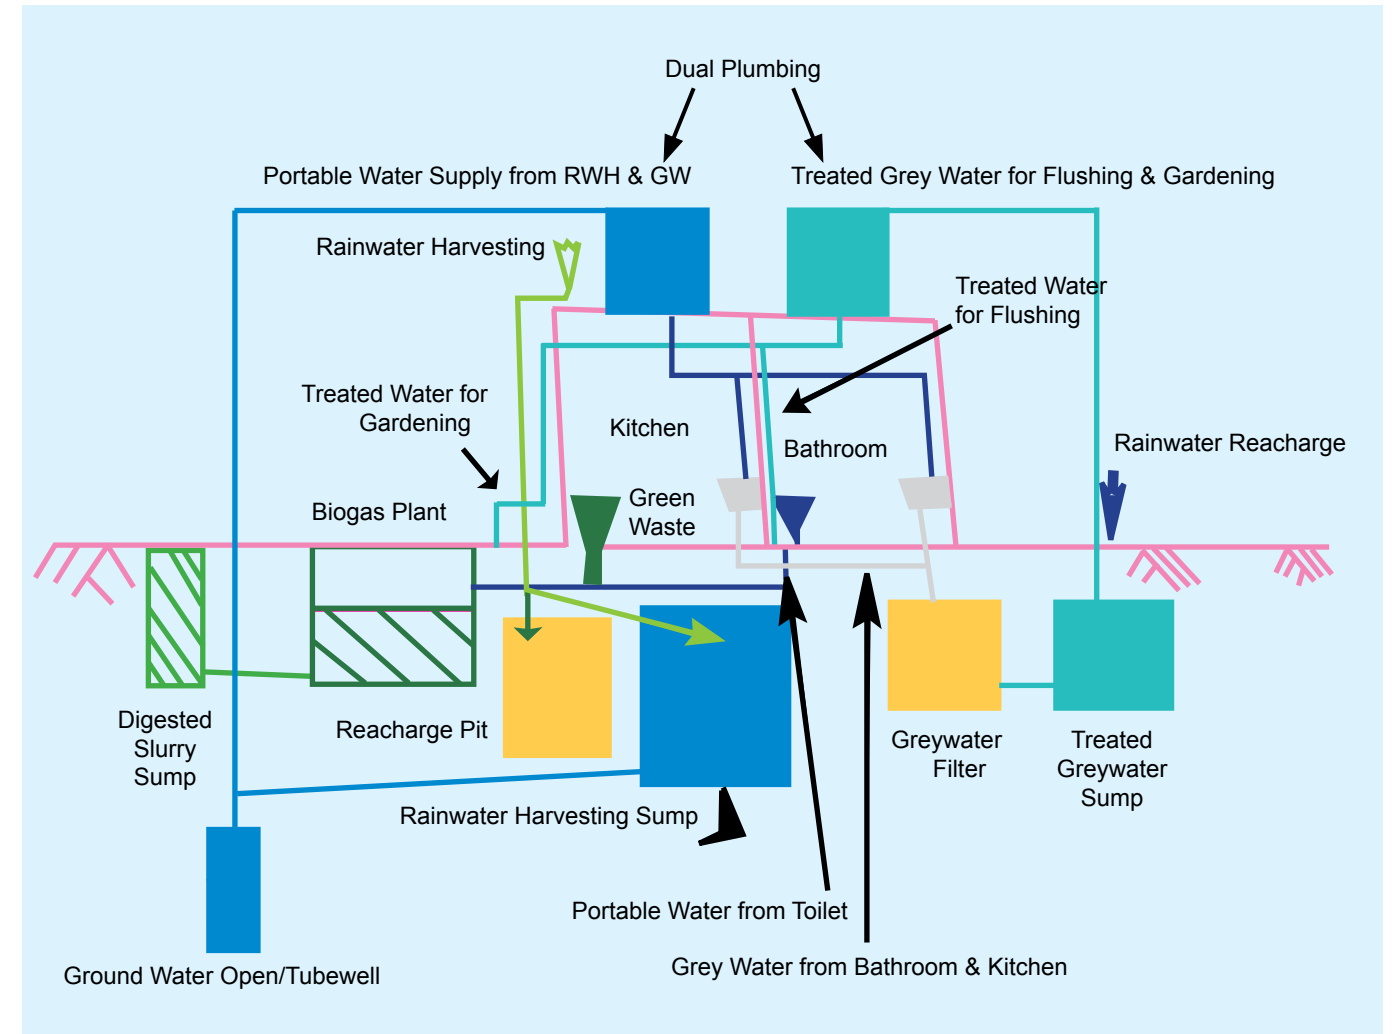 Dual Plumbing
Portable Water Supply from RWH & GW
Treated Grey Water for Flushing & Gardening
Rainwater Harvesting
Treated Water
for Flushing
Treated Water for
Gardening
Kitchen
Bathroom
Rainwater Reacharge
Biogas Plant
Green
Waste
Digested
Slurry
Sump
Reacharge Pit
Greywater
Filter
Treated
Greywater
Sump
Rainwater Harvesting Sump
Portable Water from Toilet
Grey Water from Bathroom & Kitchen
Ground Water Open/Tubewell